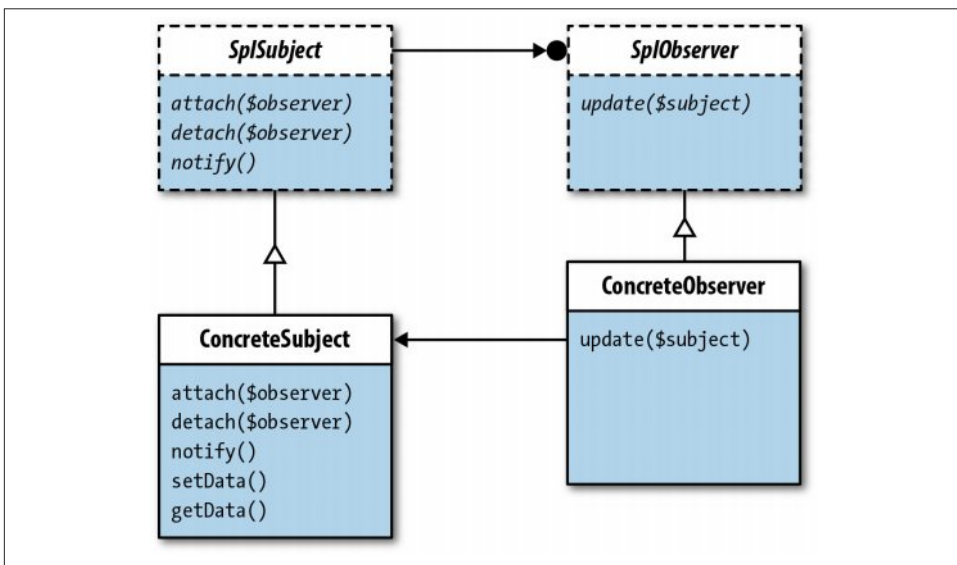 SplSubject
attach($observer)
detach($observer)
notify()
SplObserver
update($subject)
ConcreteSubject
attach($observer)
detach($observer)
notify()
setData()
getData()
ConcreteObserver
update($subject)